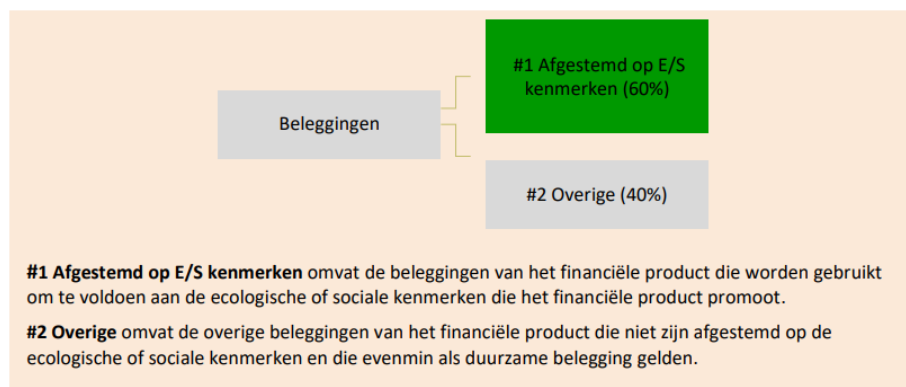 #1 Afgestemd op E/S
kenmerken (60%)
Beleggingen
#2 Overige (40%)
#1 Afgestemd op E/S kenmerken omvat de beleggingen van het financiële product die worden gebruikt
om te voldoen aan de ecologische of sociale kenmerken die het financiële product promoot.
#2 Overige omvat de overige beleggingen van het financiële product die niet zijn afgestemd op de
ecologische of sociale kenmerken en die evenmin als duurzame belegging gelden.